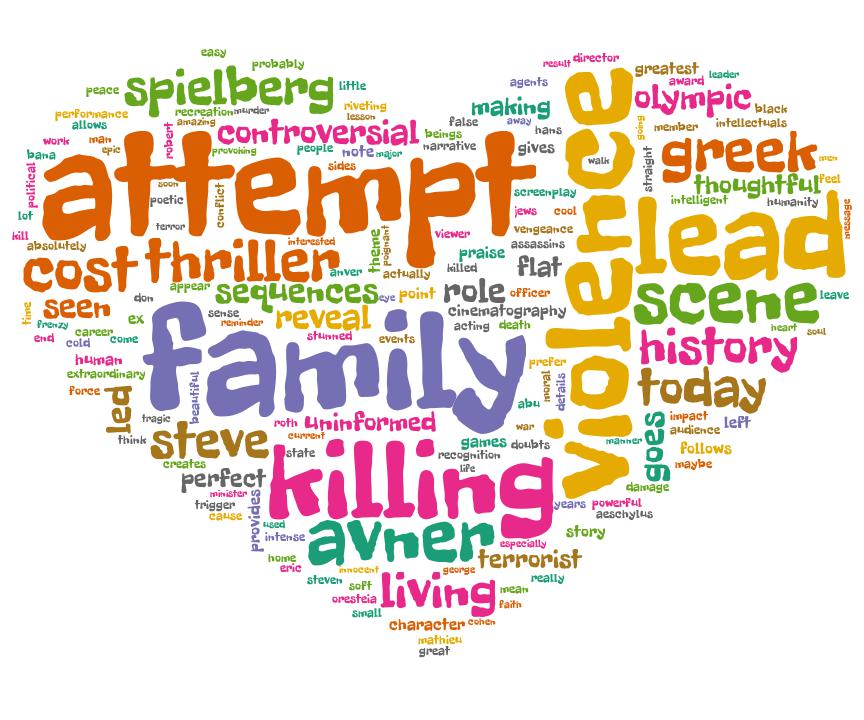 easy
probably
result director
peace
spielberg
little
agents
greatest
award leader
performance
recreation murder
riveting
making
olympic
black
allows
amazing
lesson
away
going
member
intellectuals
work
man
robert
controversial
beings
false
hans
epic
provoking
people
note
major
narrative
gives
walk
straight
greek
men
bana
attempt
sides
violence
thoughtful
feel
political
soon
poetic
conflict
screenplay
intelligent
humanity
lot
jews
cool
lead
message
kill
terror
viewer
vengeance
absolutely
interested
theme
poignant
praise
assassins
cost
thriller
anver
actually
killed
flat
appear
sequences
eye
point
role
officer
scene
leave
time
seen
don
sense
reveal
cinematography
frenzy
career
ex
reminder
acting
death
heart
soul
end
cold
come
stunned
events
history
human
family
prefer
extraordinary
moral
details
today
force
led
beautiful
abu
tragic
roth
uninformed
war
goes
impact
left
think
steve
current
games
doubts
manner
audience
state
recognition
follows
creates
perfect
killing
life
maybe
minister
damage
trigger
provides
years
powerful
cause
used
avner
aeschylus
intense
especially
story
home
terrorist
eric
innocent
george
steven
soft
living
really
oresteia
mean
small
faith
character
cohen
mathieu
great